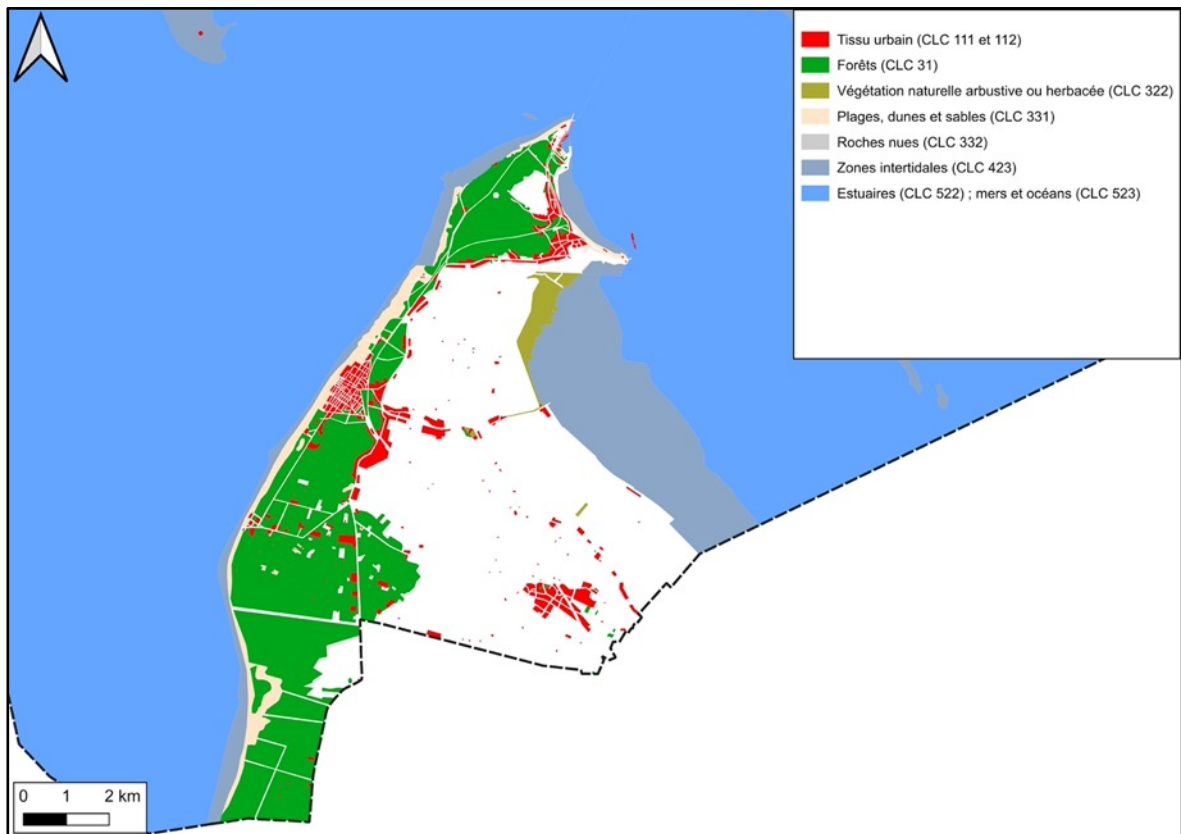 Tissu urbain (CLC 111 et 112)
Forêts (CLC 31)
Végétation naturelle arbustive ou herbacée (CLC 322)
Plages, dunes et sables (CLC 331)
Roches nues (CLC 332)
Zones intertidales (CLC 423)
Estuaires (CLC 522) ; mers et océans (CLC 523)
0 1 2 km